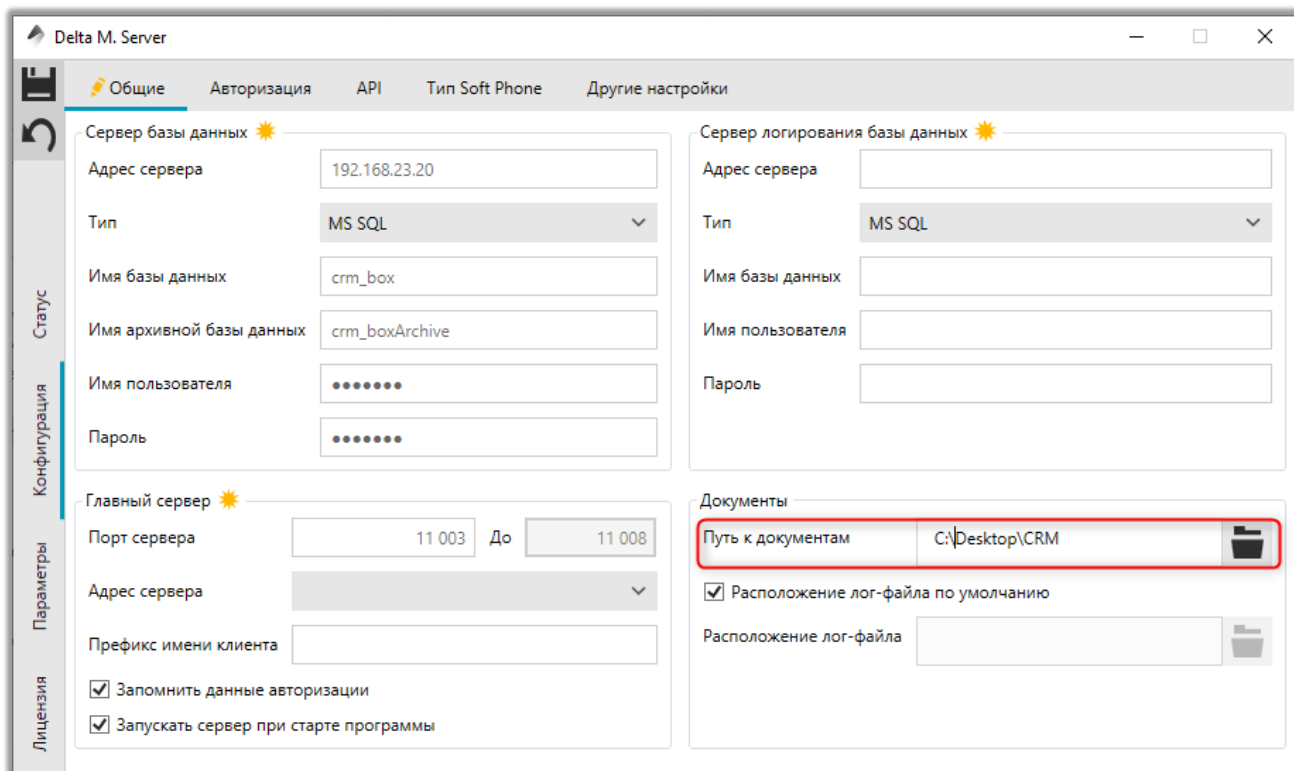 Delta M. Server
Общие Авторизация API Тип Soft Phone Другие настройки
Статус
Конфигурация
Параметры
Лицензия
Сервер базы данных
Адрес сервера 192.168.23.20
Тип MS SQL
Имя базы данных crm_box
Имя архивной базы данных crm_boxArchive
Имя пользователя •••••••
Пароль •••••••
Сервер логирования базы данных
Адрес сервера
Тип MS SQL
Имя базы данных
Имя пользователя
Пароль
Главный сервер
Порт сервера 11 003 До 11 008
Адрес сервера
Префикс имени клиента
Запомнить данные авторизации
Запускать сервер при старте программы
Документы
Путь к документам C:\Desktop\CRM
Расположение лог-файла по умолчанию
Расположение лог-файла